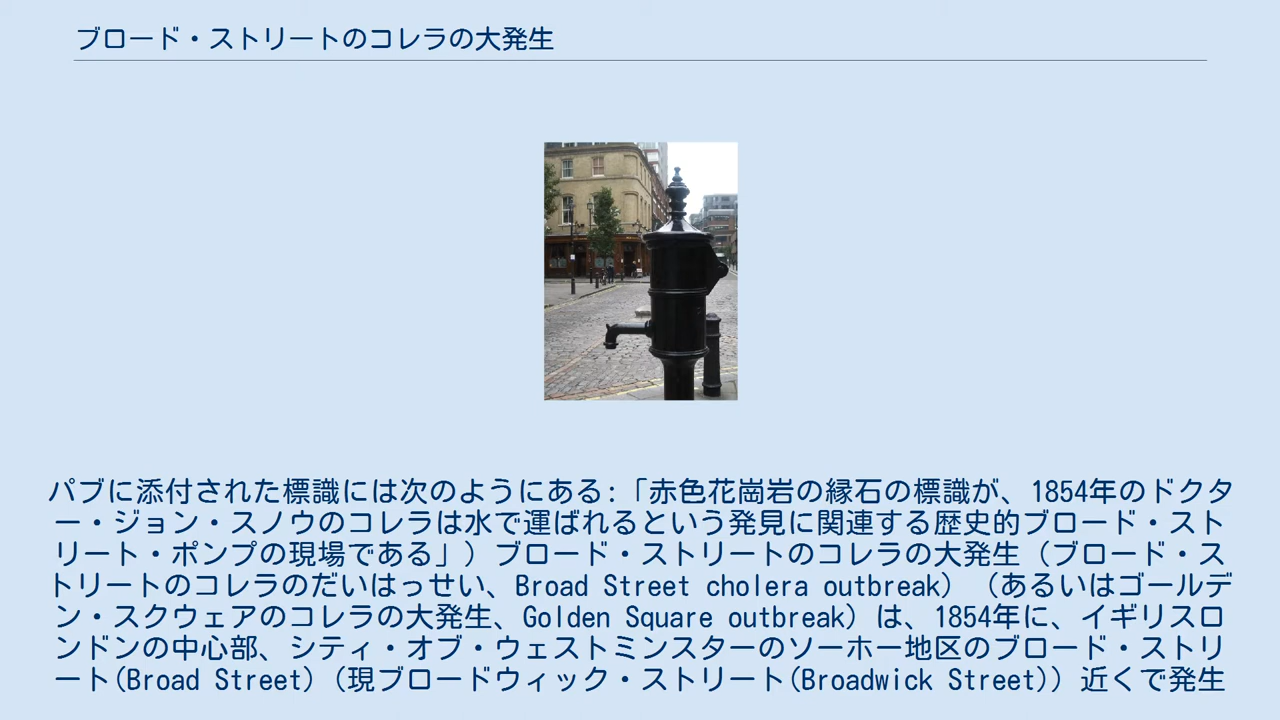 ブロード・ストリートのコレラの大発生
パブに添付された標識には次のようにある:「赤色花崗岩の縁石の標識が、1854年のドクタ
ー・ジョン・スノウのコレラは水で運ばれるという発見に関連する歴史的ブロード・スト
リート・ポンプの現場である」）ブロード・ストリートのコレラの大発生（ブロード・ス
トリートのコレラのだいはっせい、Broad Street cholera outbreak）（あるいはゴールデ
ン・スクウェアのコレラの大発生、Golden Square outbreak）は、1854年に、イギリスロ
ンドンの中心部、シティ・オブ・ウェストミンスターのソーホー地区のブロード・ストリ
ート(Broad Street)（現ブロードウィック・ストリート(Broadwick Street)）近くで発生